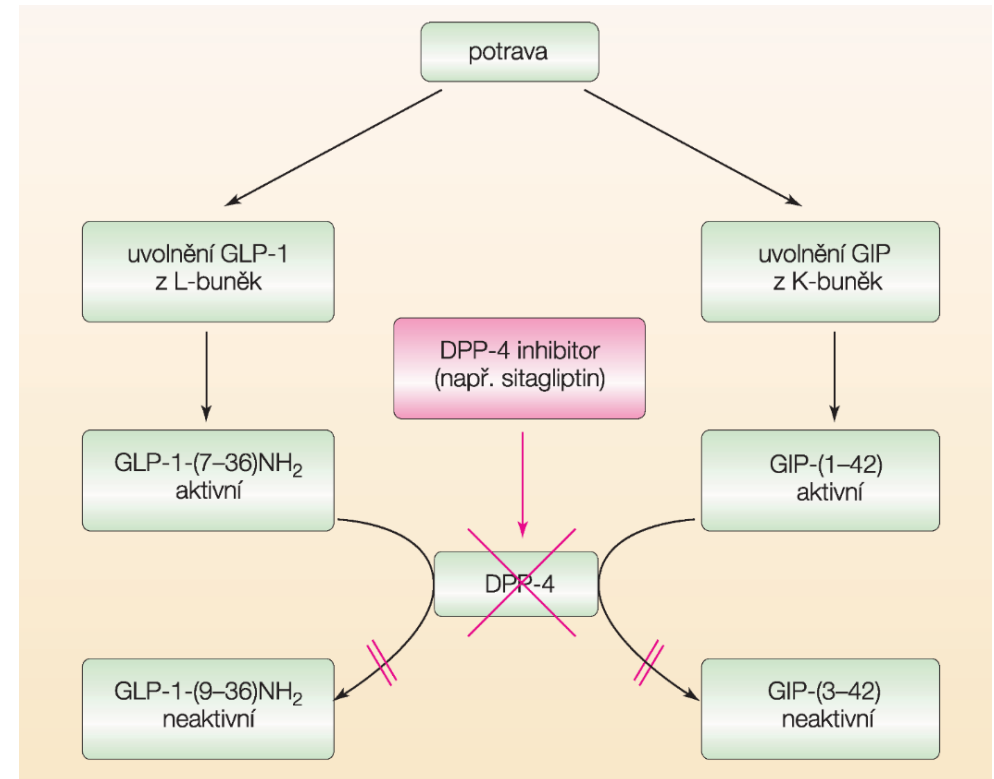 potrava
uvolnění GLP-1
z L-buněk
uvolnění GIP
z K-buněk
DPP-4 inhibitor
(např. sitagliptin)
GLP-1-(7–36)NH₂
aktivní
GIP-(1–42)
aktivní
DPP-4
GLP-1-(9–36)NH₂
neaktivní
GIP-(3–42)
neaktivní